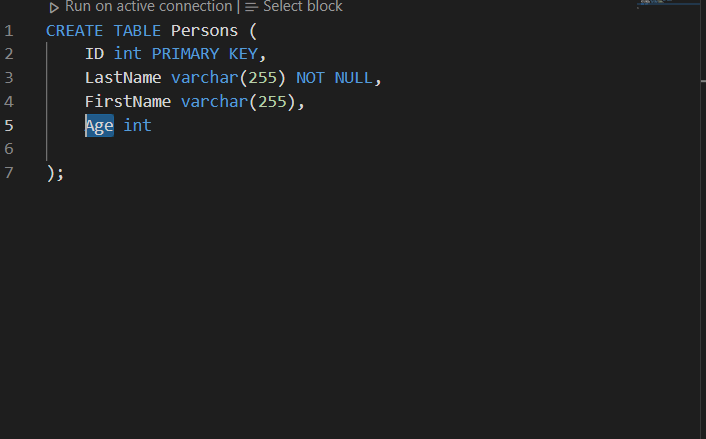 Run on active connection | Select block
1 CREATE TABLE Persons (
2 ID int PRIMARY KEY,
3 LastName varchar(255) NOT NULL,
4 FirstName varchar(255),
5 Age int
6
7 );